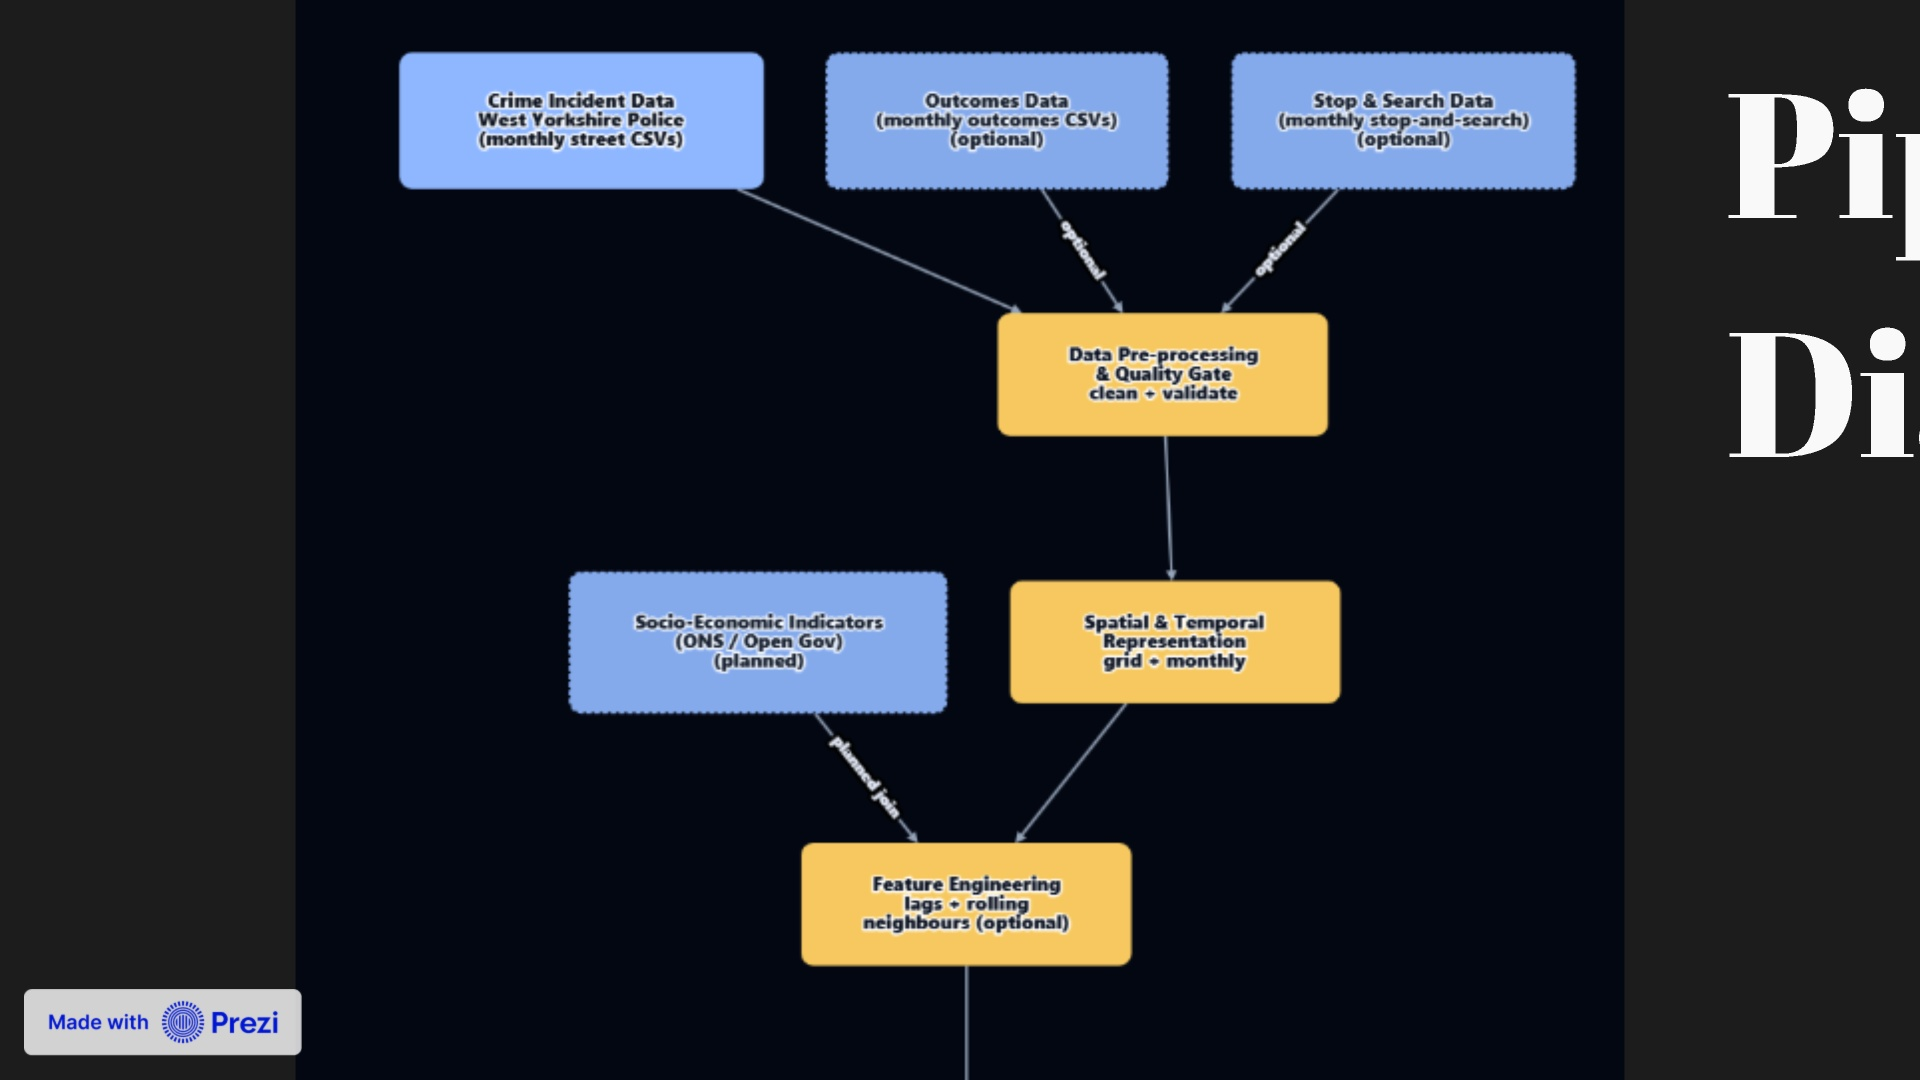 Crime Incident Data
West Yorkshire Police
(monthly street CSVs)
Outcomes Data
(monthly outcomes CSVs)
(optional)
Stop & Search Data
(monthly stop-and-search)
(optional)
optional
optional
Data Pre-processing
& Quality Gate
clean + validate
Socio-Economic Indicators
(ONS / Open Gov)
(planned)
Spatial & Temporal
Representation
grid + monthly
planned join
Feature Engineering
lags + rolling
neighbours (optional)
Pip
Di
Made with Prezi